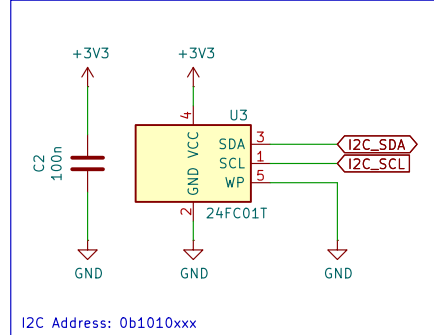 +3V3
+3V3
U3
4
VCC
SDA
3
I2C_SDA
C2
100n
SCL
1
I2C_SCL
GND
WP
5
2
24FC01T
GND
GND
GND
I2C Address: 0b1010xxx